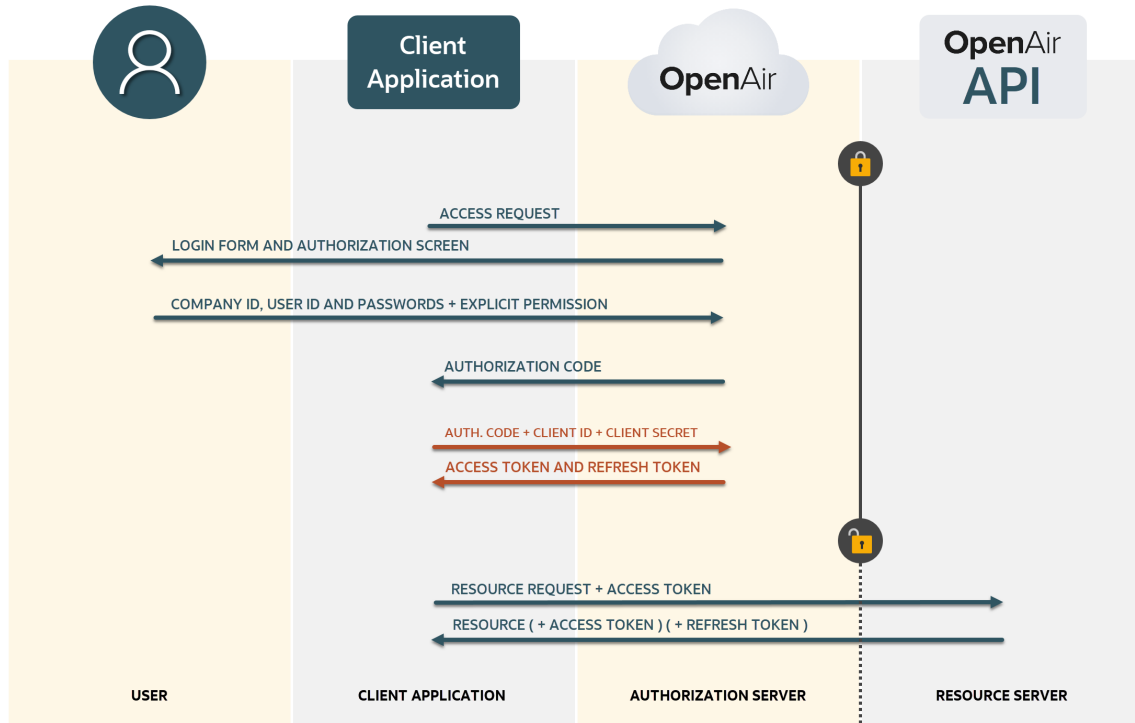 Client
Application
OpenAir
OpenAir
API
ACCESS REQUEST
LOGIN FORM AND AUTHORIZATION SCREEN
COMPANY ID, USER ID AND PASSWORDS + EXPLICIT PERMISSION
AUTHORIZATION CODE
AUTH. CODE + CLIENT ID + CLIENT SECRET
ACCESS TOKEN AND REFRESH TOKEN
RESOURCE REQUEST + ACCESS TOKEN
RESOURCE ( + ACCESS TOKEN ) ( + REFRESH TOKEN )
USER
CLIENT APPLICATION
AUTHORIZATION SERVER
RESOURCE SERVER